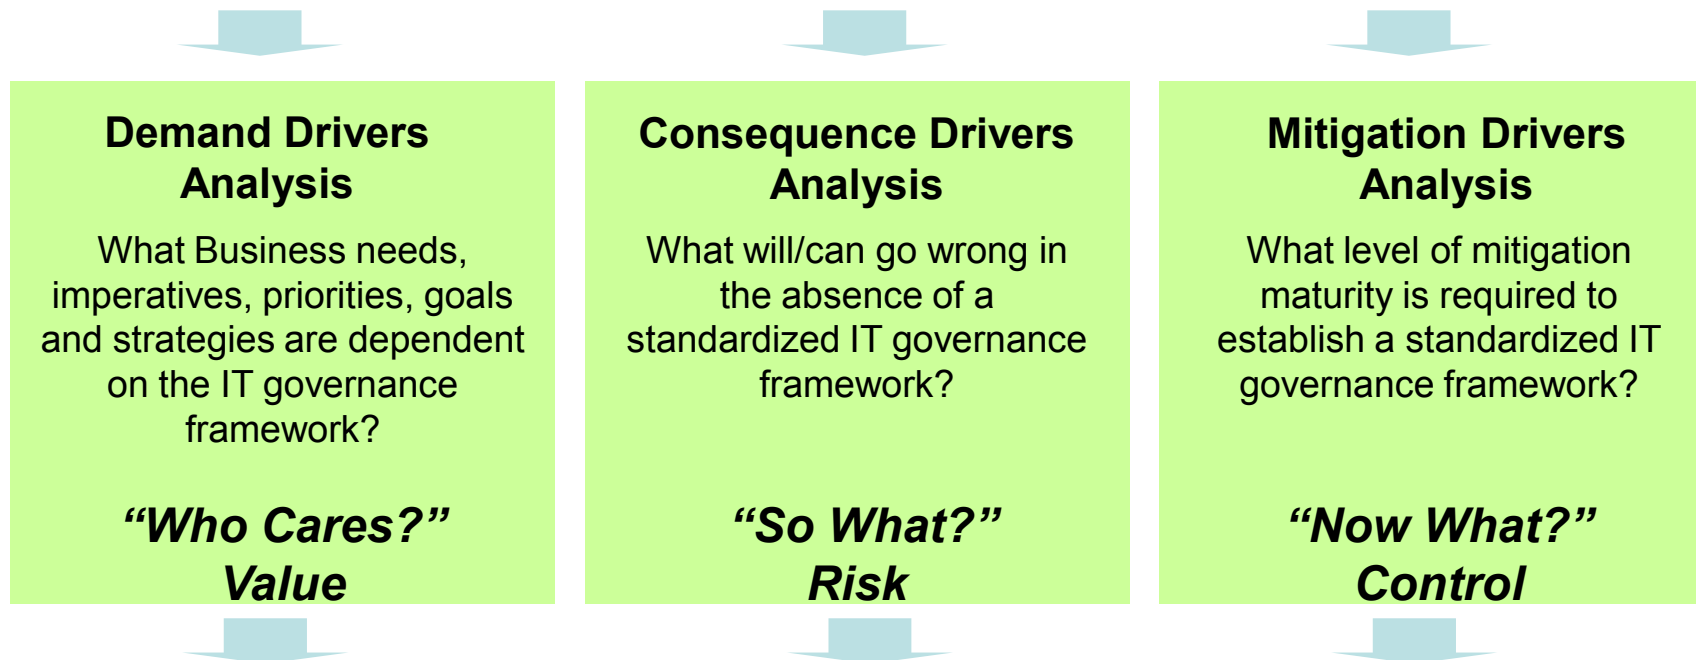 Demand Drivers
Analysis
What Business needs,
imperatives, priorities, goals
and strategies are dependent
on the IT governance
framework?
“Who Cares?”
Value
Consequence Drivers
Analysis
What will/can go wrong in
the absence of a
standardized IT governance
framework?
“So What?”
Risk
Mitigation Drivers
Analysis
What level of mitigation
maturity is required to
establish a standardized IT
governance framework?
“Now What?”
Control